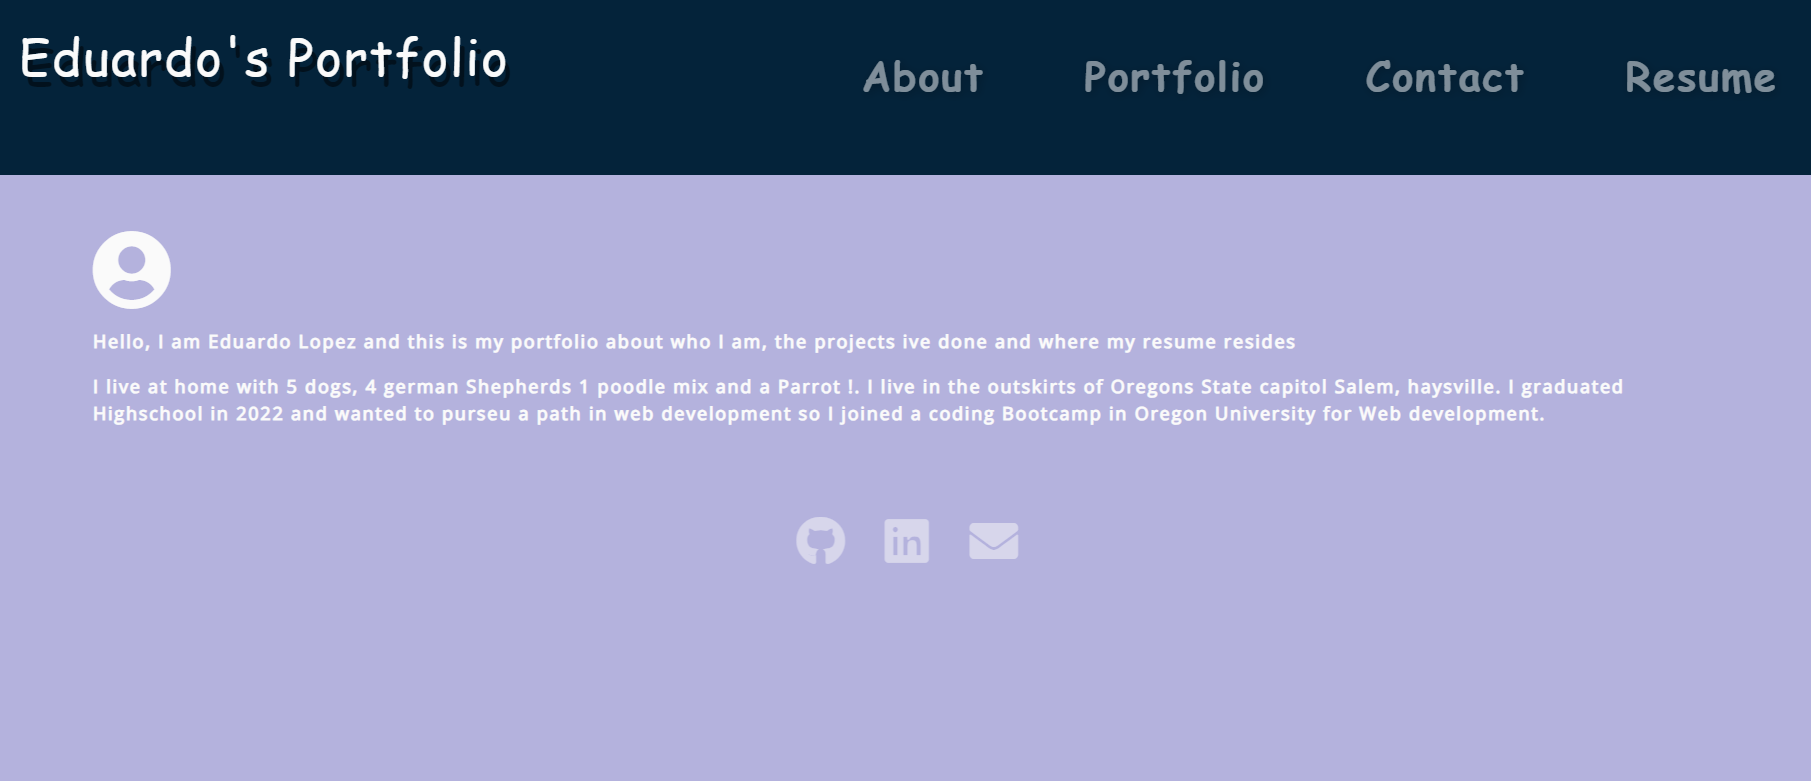 Eduardo's Portfolio
About Portfolio Contact Resume
Hello, I am Eduardo Lopez and this is my portfolio about who I am, the projects ive done and where my resume resides
I live at home with 5 dogs, 4 german Shepherds 1 poodle mix and a Parrot !. I live in the outskirts of Oregons State capitol Salem, haysville. I graduated
Highschool in 2022 and wanted to purseu a path in web development so I joined a coding Bootcamp in Oregon University for Web development.
in